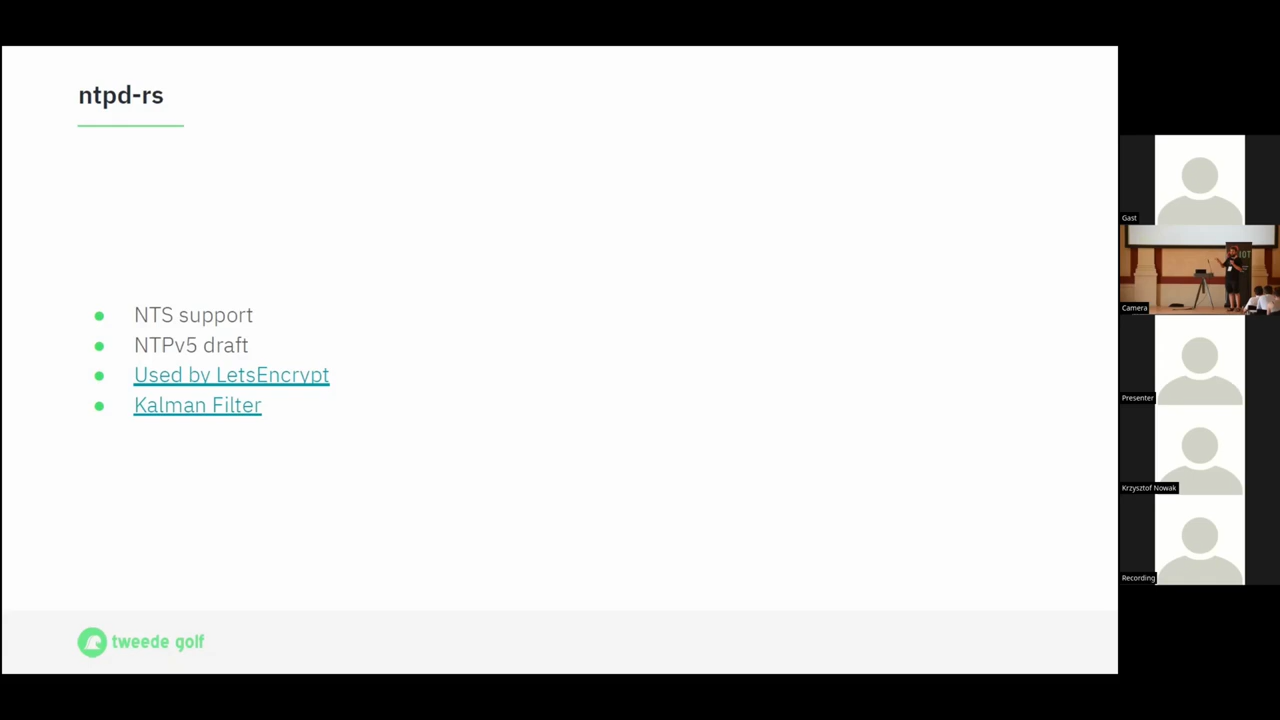 ntpd-rs
NTS support
NTPv5 draft
Used by LetsEncrypt
Kalman Filter
tweede golf
Gast
Camera
Presenter
Krzysztof Nowak
Recording